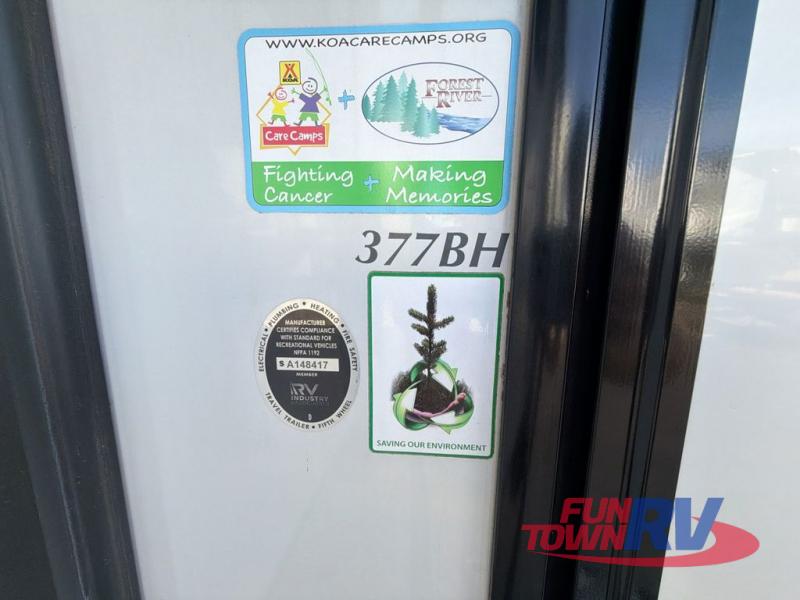 WWW.KOACARECAMPS.ORG
KOA
Care Camps
+
FOREST RIVER
Fighting Cancer + Making Memories
377BH
ELECTRICAL • PLUMBING • HEATING • FIRE SAFETY
MANUFACTURER
CERTIFIES COMPLIANCE
WITH STANDARD FOR
RECREATIONAL VEHICLES
NFPA 1192
S A148417
MEMBER
RV
INDUSTRY
D
TRAVEL TRAILER • FIFTH WHEEL
SAVING OUR ENVIRONMENT
FUN TOWN RV